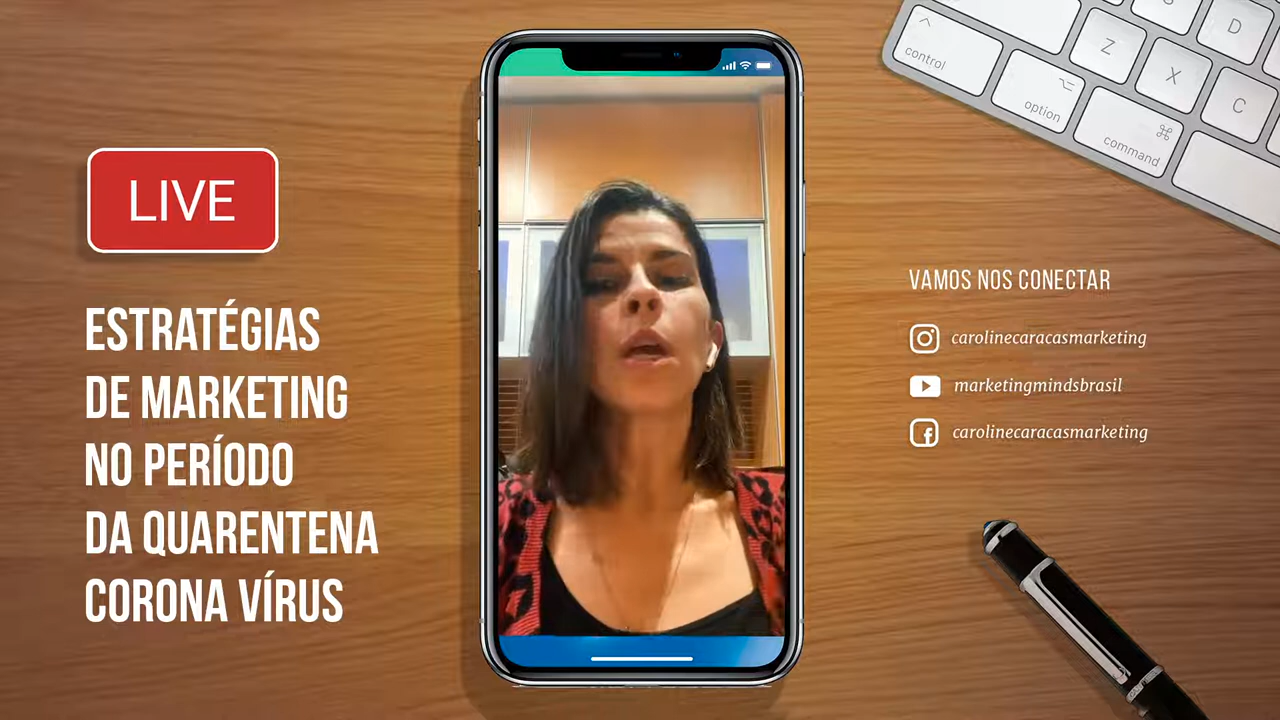 LIVE
ESTRATÉGIAS
DE MARKETING
NO PERÍODO
DA QUARENTENA
CORONA VÍRUS
VAMOS NOS CONECTAR
carolinecaracasmarketing
marketingmindsbrasil
carolinecaracasmarketing
control
option
command
Z
X
C
S
D